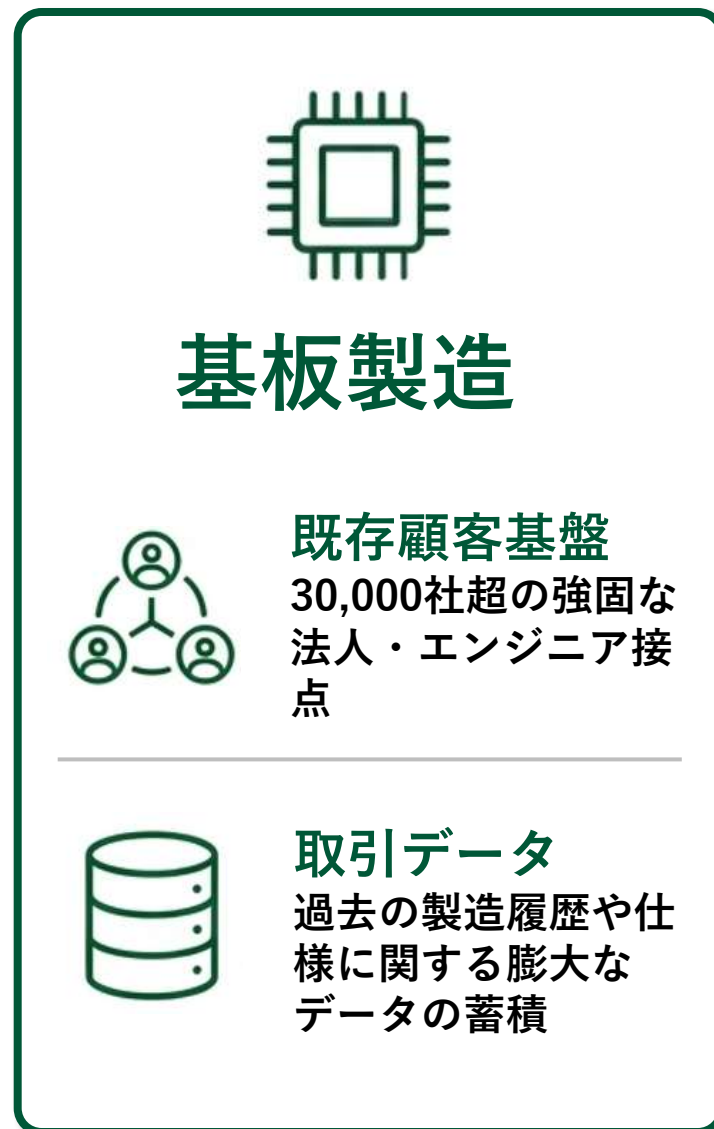 基板製造
既存顧客基盤
30,000社超の強固な
法人・エンジニア接
点
取引データ
過去の製造履歴や仕
様に関する膨大な
データの蓄積